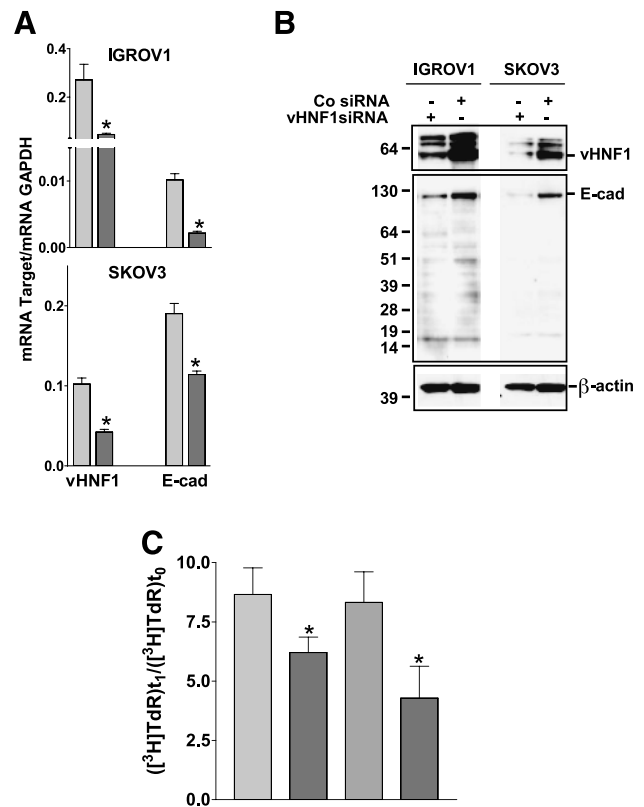 A
IGROV1
mRNA Target/mRNA GAPDH
0.4
0.2
0.01
0.00
*
*
SKOV3
0.2
0.1
0.0
*
*
vHNF1 E-cad
B
IGROV1 SKOV3
Co siRNA - + - +
vHNF1siRNA + - + -
64
vHNF1
130
E-cad
64
51
39
28
19
14
39
β-actin
C
([³H]TdR)t₁/([³H]TdR)t₀
10.0
7.5
5.0
2.5
0.0
*
*